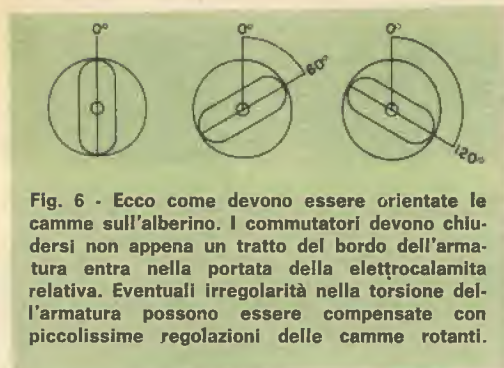 0° 0° 0°
60°
120°
Fig. 6 - Ecco come devono essere orientate le
camme sull'alberino. I commutatori devono chiu-
dersi non appena un tratto del bordo dell'arma-
tura entra nella portata della elettrocalamita
relativa. Eventuali irregolarità nella torsione del-
l'armatura possono essere compensate con
piccolissime regolazioni delle camme rotanti.